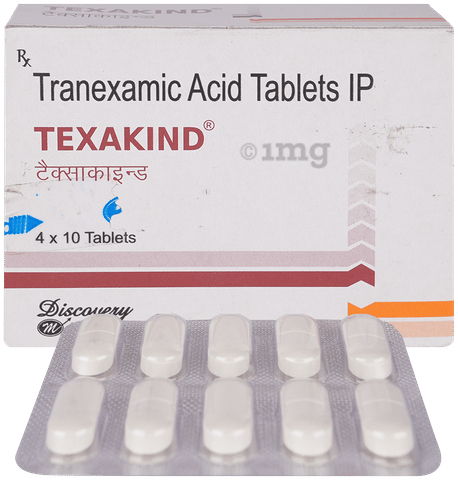 Rx
Tranexamic Acid Tablets IP
TEXAKIND®
टैक्साकाइन्ड
©1mg
4 x 10 Tablets
Discovery
M